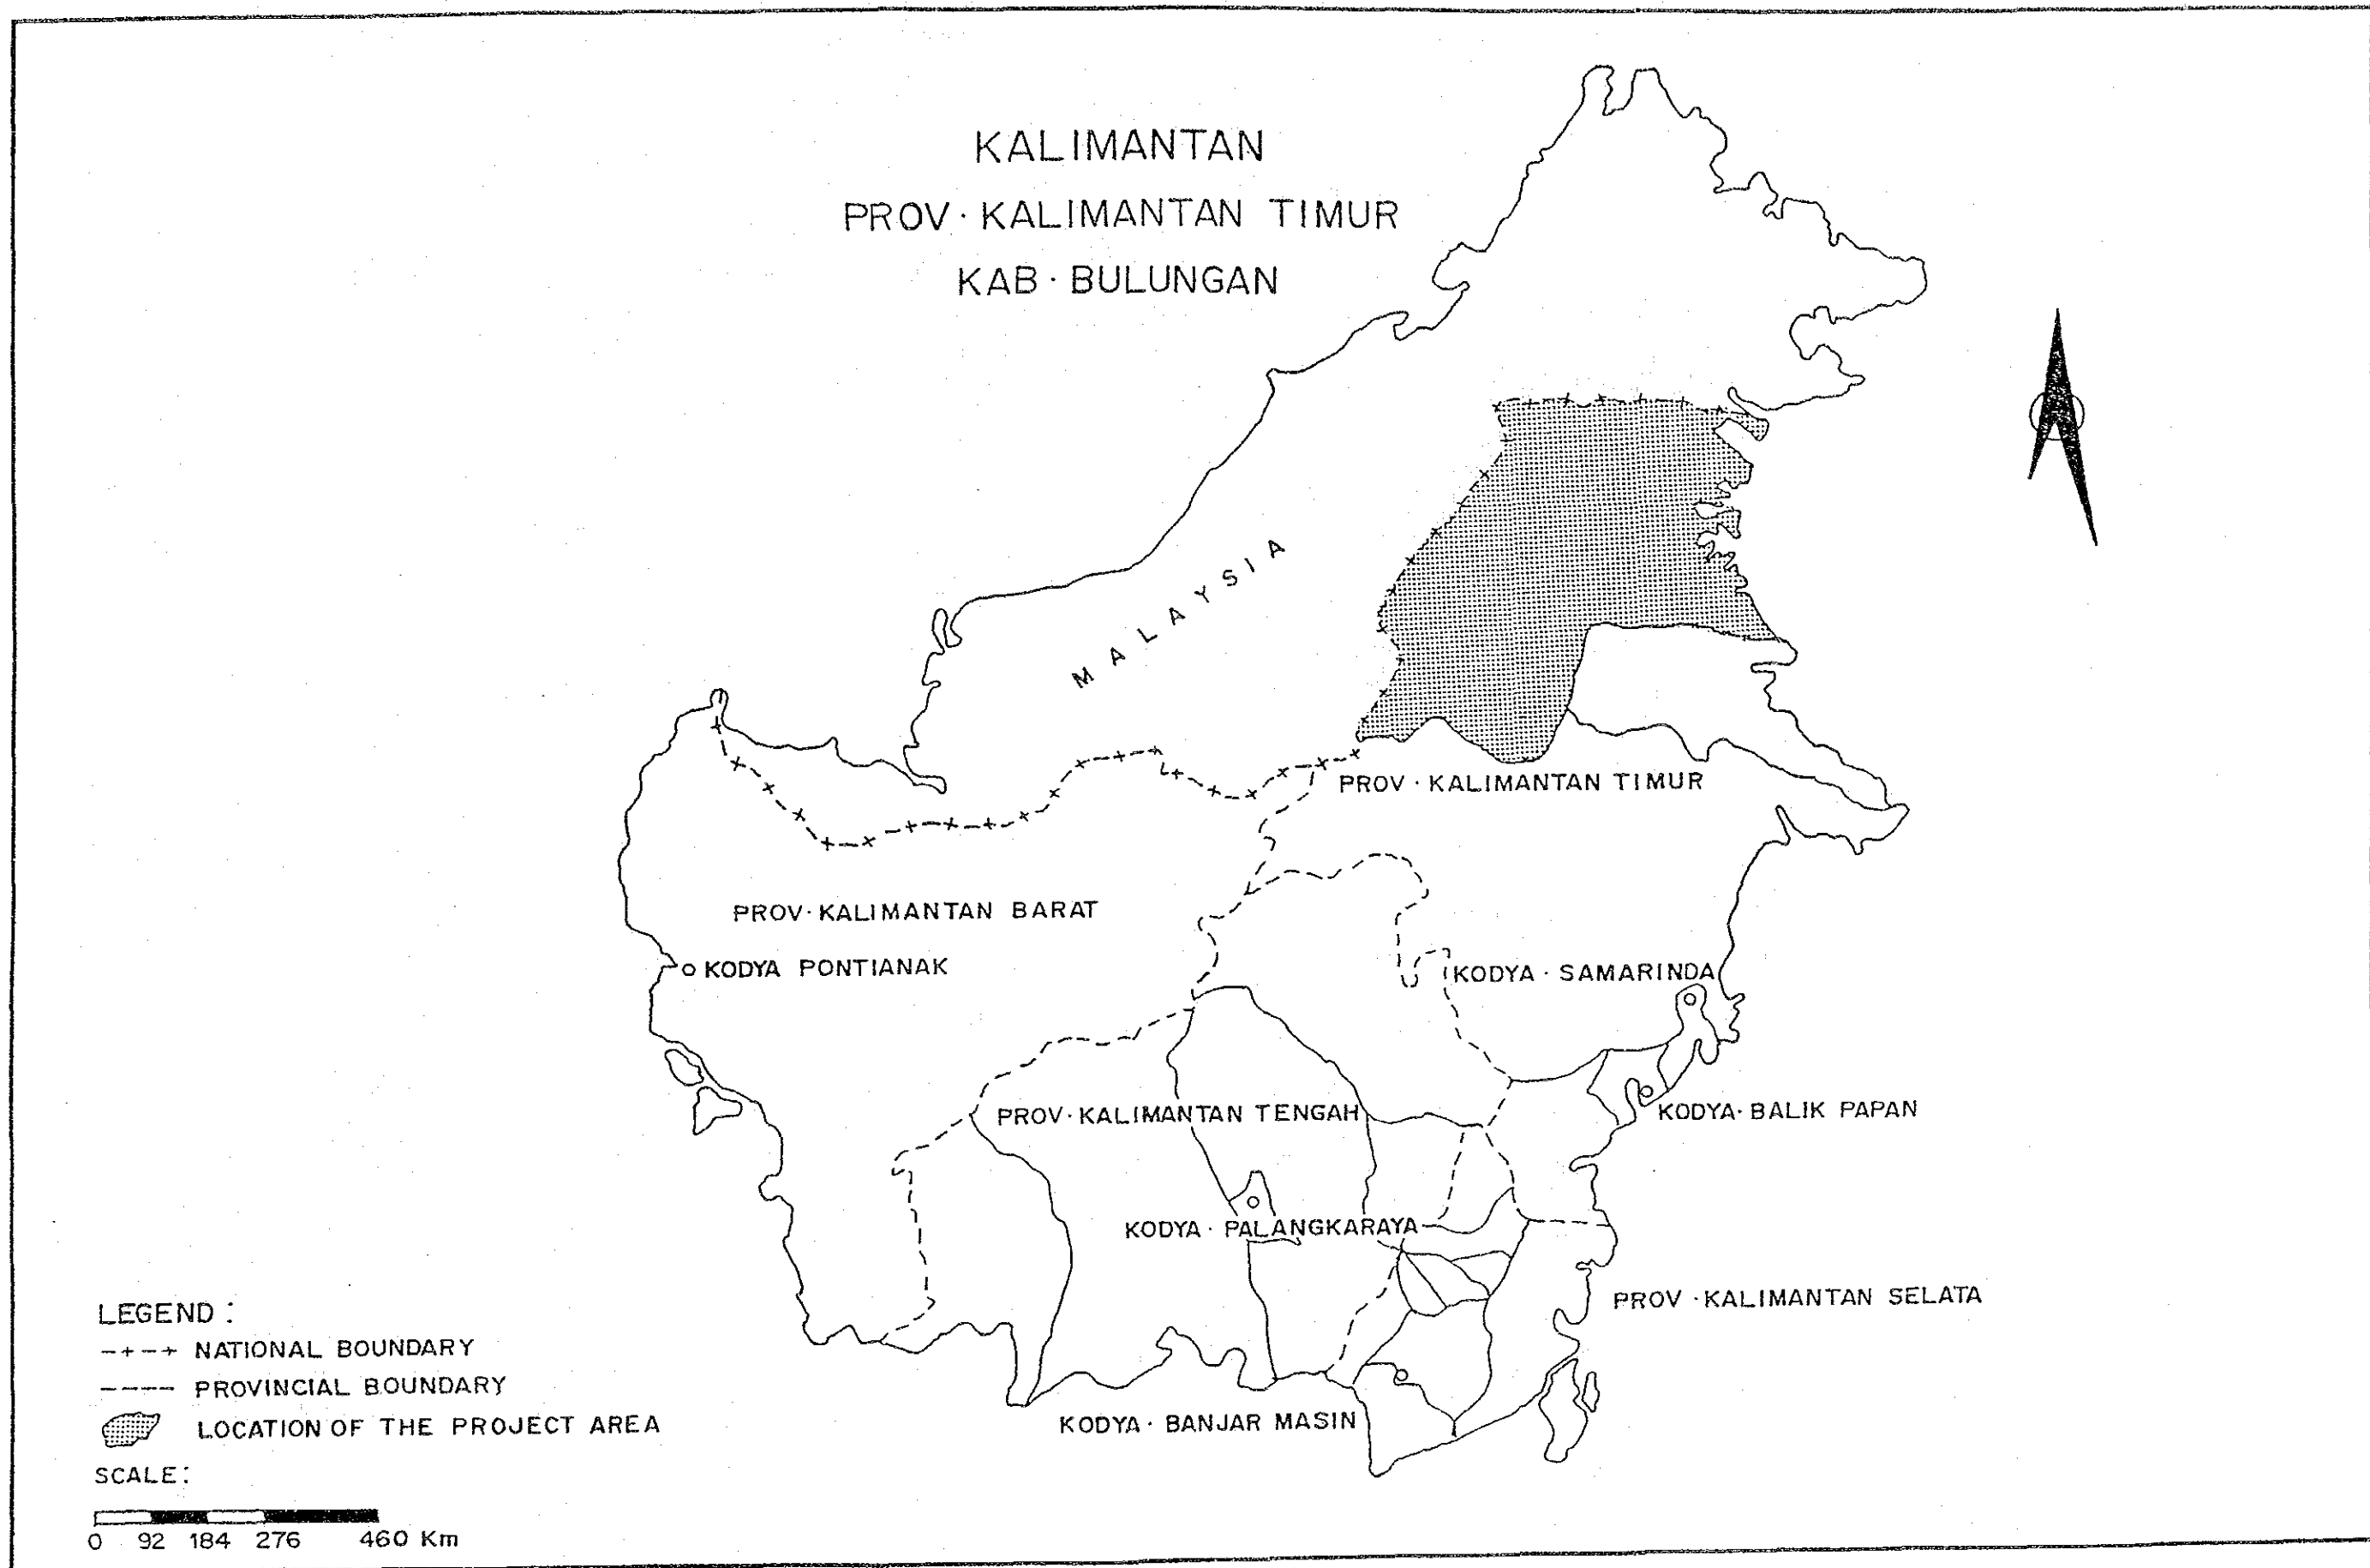 KALIMANTAN
PROV · KALIMANTAN TIMUR
KAB · BULUNGAN
MALAYSIA
PROV · KALIMANTAN TIMUR
PROV · KALIMANTAN BARAT
KODYA PONTIANAK
KODYA · SAMARINDA
PROV · KALIMANTAN TENGAH
KODYA · BALIK PAPAN
KODYA · PALANGKARAYA
PROV · KALIMANTAN SELATA
KODYA · BANJAR MASIN
LEGEND :
NATIONAL BOUNDARY
PROVINCIAL BOUNDARY
LOCATION OF THE PROJECT AREA
SCALE:
0 92 184 276 460 Km